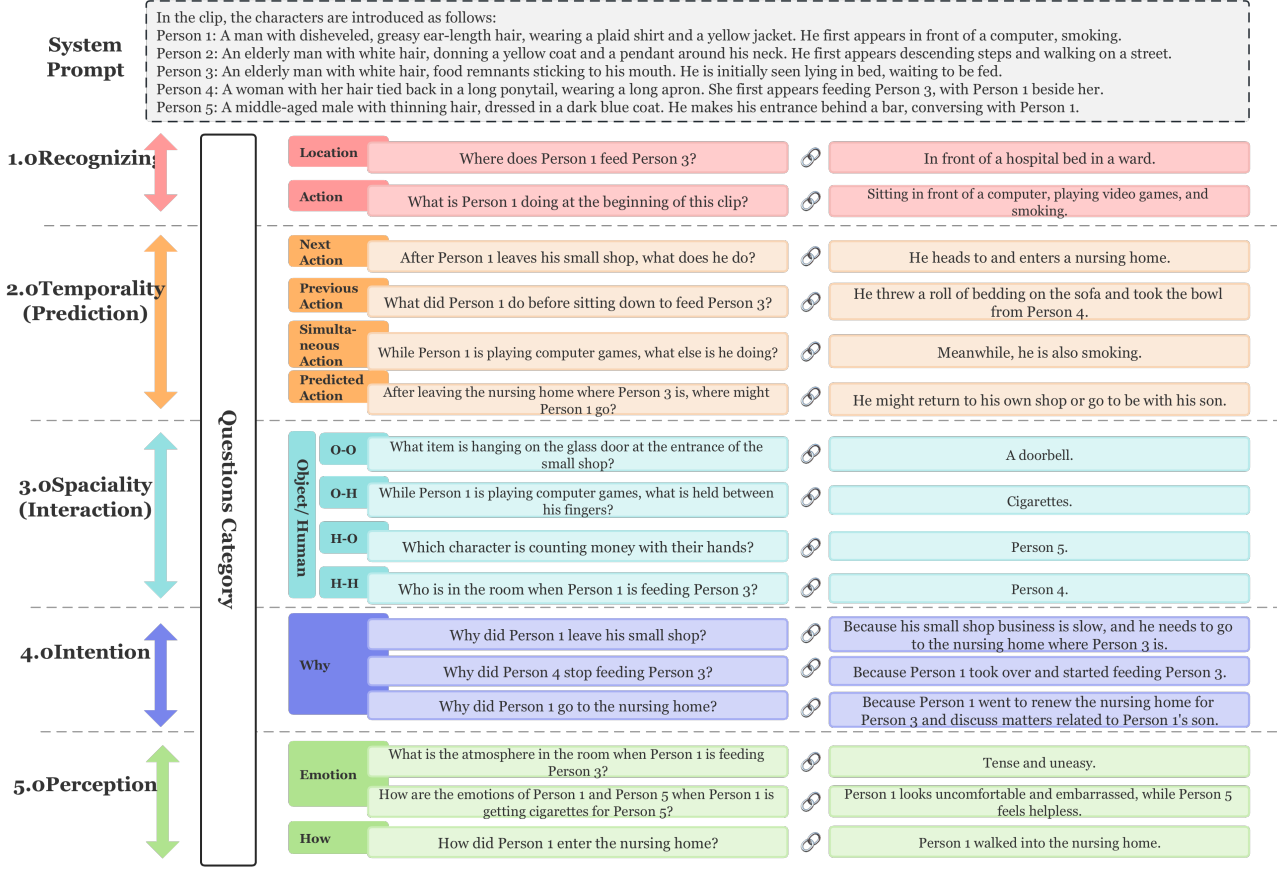 System
Prompt
In the clip, the characters are introduced as follows:
Person 1: A man with disheveled, greasy ear-length hair, wearing a plaid shirt and a yellow jacket. He first appears in front of a computer, smoking.
Person 2: An elderly man with white hair, donning a yellow coat and a pendant around his neck. He first appears descending steps and walking on a street.
Person 3: An elderly man with white hair, food remnants sticking to his mouth. He is initially seen lying in bed, waiting to be fed.
Person 4: A woman with her hair tied back in a long ponytail, wearing a long apron. She first appears feeding Person 3, with Person 1 beside her.
Person 5: A middle-aged male with thinning hair, dressed in a dark blue coat. He makes his entrance behind a bar, conversing with Person 1.
Questions Category
1.0Recognizing
Location
Where does Person 1 feed Person 3?
In front of a hospital bed in a ward.
Action
What is Person 1 doing at the beginning of this clip?
Sitting in front of a computer, playing video games, and
smoking.
2.0Temporality
(Prediction)
Next
Action
After Person 1 leaves his small shop, what does he do?
He heads to and enters a nursing home.
Previous
Action
What did Person 1 do before sitting down to feed Person 3?
He threw a roll of bedding on the sofa and took the bowl
from Person 4.
Simulta-
neous
Action
While Person 1 is playing computer games, what else is he doing?
Meanwhile, he is also smoking.
Predicted
Action
After leaving the nursing home where Person 3 is, where might
Person 1 go?
He might return to his own shop or go to be with his son.
3.0Spaciality
(Interaction)
Object/ Human
O-O
What item is hanging on the glass door at the entrance of the
small shop?
A doorbell.
O-H
While Person 1 is playing computer games, what is held between
his fingers?
Cigarettes.
H-O
Which character is counting money with their hands?
Person 5.
H-H
Who is in the room when Person 1 is feeding Person 3?
Person 4.
4.0Intention
Why
Why did Person 1 leave his small shop?
Because his small shop business is slow, and he needs to go
to the nursing home where Person 3 is.
Why did Person 4 stop feeding Person 3?
Because Person 1 took over and started feeding Person 3.
Why did Person 1 go to the nursing home?
Because Person 1 went to renew the nursing home for
Person 3 and discuss matters related to Person 1's son.
5.0Perception
Emotion
What is the atmosphere in the room when Person 1 is feeding
Person 3?
Tense and uneasy.
How are the emotions of Person 1 and Person 5 when Person 1 is
getting cigarettes for Person 5?
Person 1 looks uncomfortable and embarrassed, while Person 5
feels helpless.
How
How did Person 1 enter the nursing home?
Person 1 walked into the nursing home.